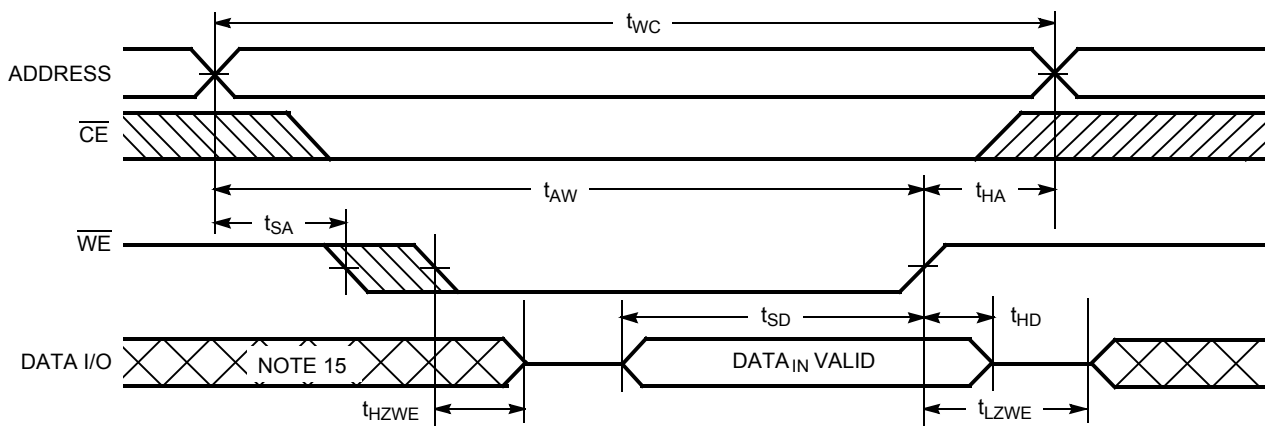 tWC
ADDRESS
CE
tAW
tHA
tSA
WE
tSD
tHD
DATA I/O
NOTE 15
DATAIN VALID
tHZWE
tLZWE